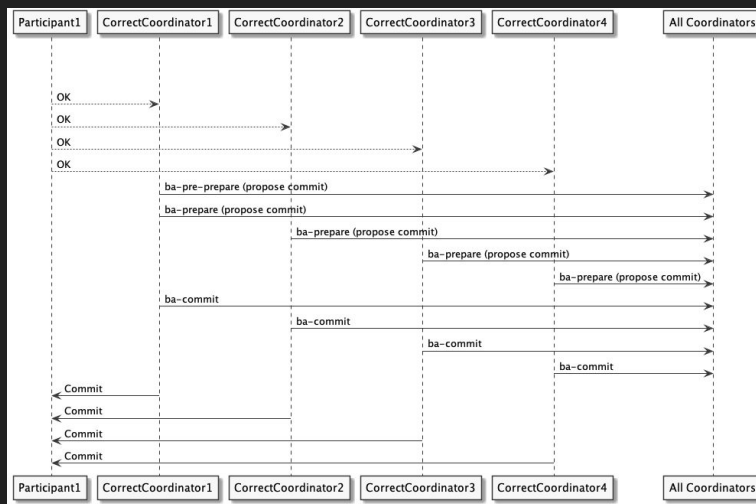 Participant1 CorrectCoordinator1 CorrectCoordinator2 CorrectCoordinator3 CorrectCoordinator4 All Coordinators
OK
OK
OK
OK
ba-pre-prepare (propose commit)
ba-prepare (propose commit)
ba-prepare (propose commit)
ba-prepare (propose commit)
ba-prepare (propose commit)
ba-commit
ba-commit
ba-commit
ba-commit
Commit
Commit
Commit
Commit
Participant1 CorrectCoordinator1 CorrectCoordinator2 CorrectCoordinator3 CorrectCoordinator4 All Coordinators